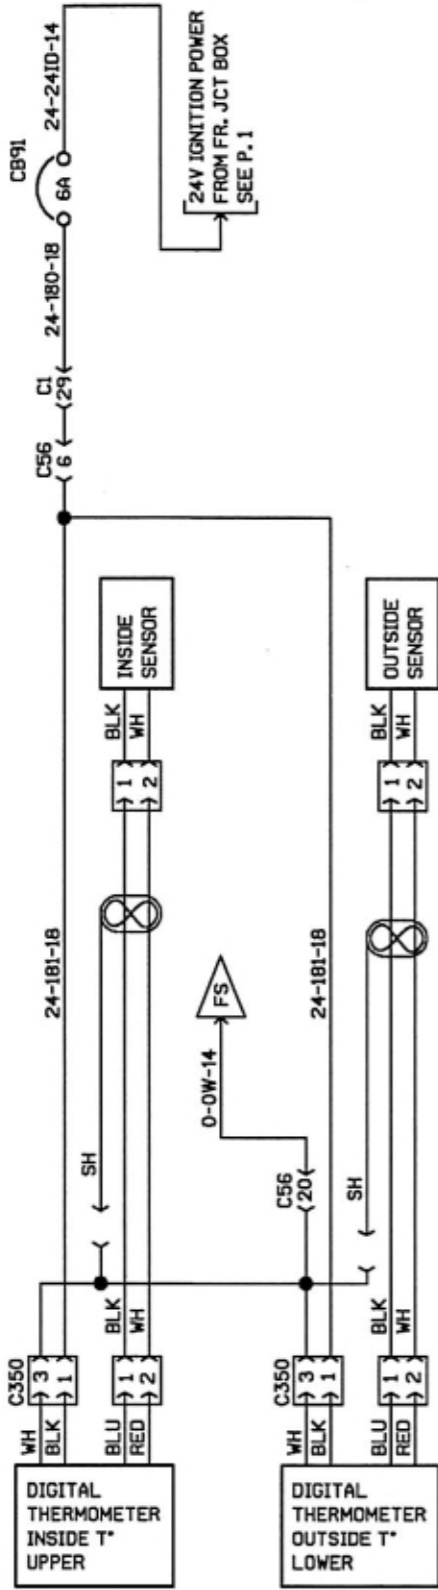 CB91
24-24ID-14
6A
24-180-18
24V IGNITION POWER
FROM FR. JCT BOX
SEE P. 1
C1
29
C56
6
24-181-18
INSIDE
SENSOR
BLK
WH
1
2
SH
BLK
WH
C350
3
1
1
2
WH
BLK
BLU
RED
DIGITAL
THERMOMETER
INSIDE T°
UPPER
FS
0-0W-14
24-181-18
C56
20
OUTSIDE
SENSOR
BLK
WH
1
2
SH
BLK
WH
C350
3
1
1
2
WH
BLK
BLU
RED
DIGITAL
THERMOMETER
OUTSIDE T°
LOWER